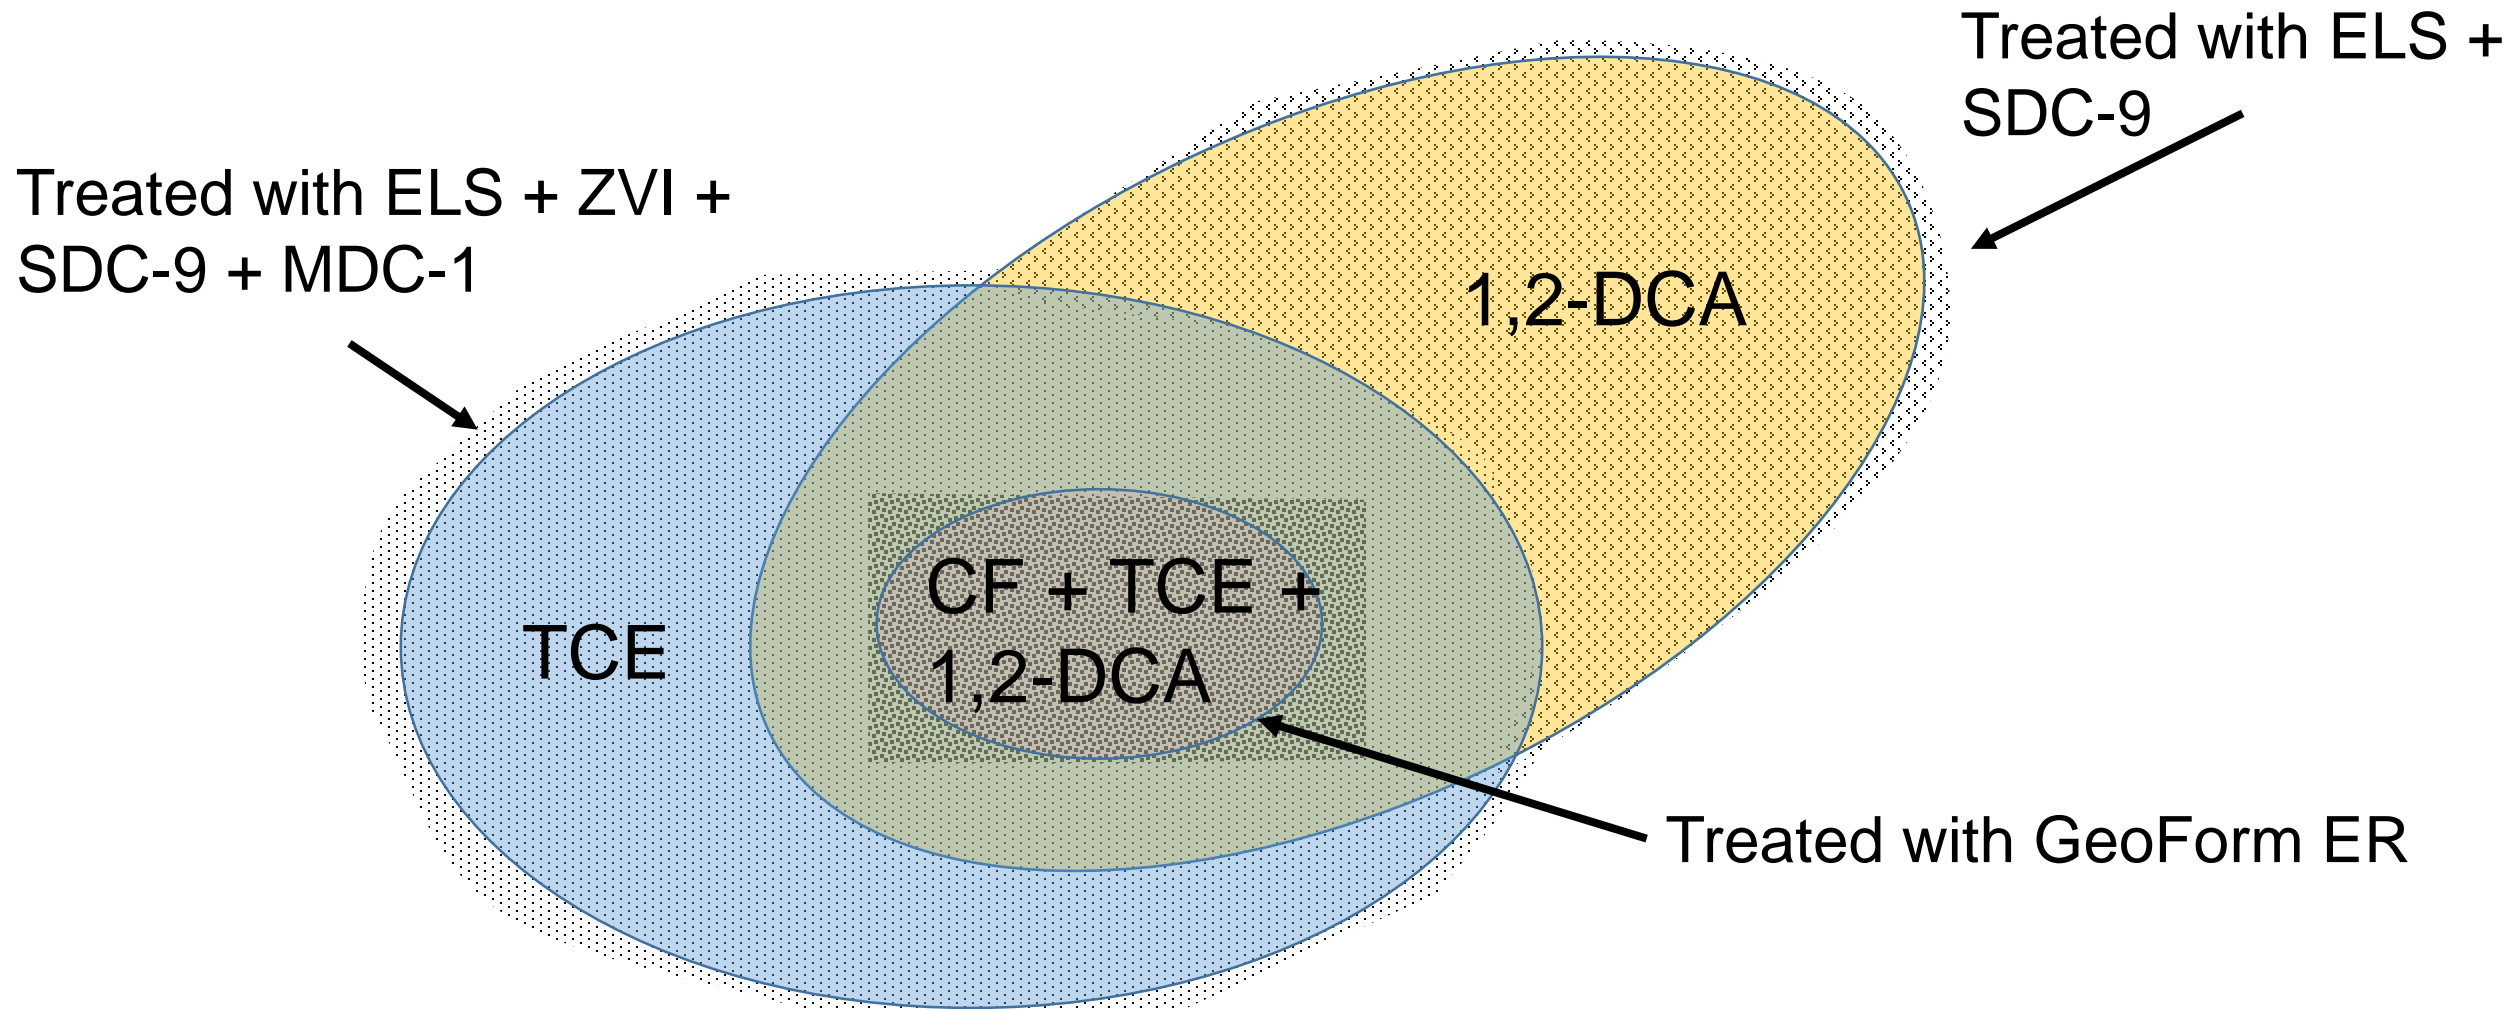 Treated with ELS +
SDC-9
Treated with ELS + ZVI +
SDC-9 + MDC-1
1,2-DCA
CF + TCE +
1,2-DCA
TCE
Treated with GeoForm ER